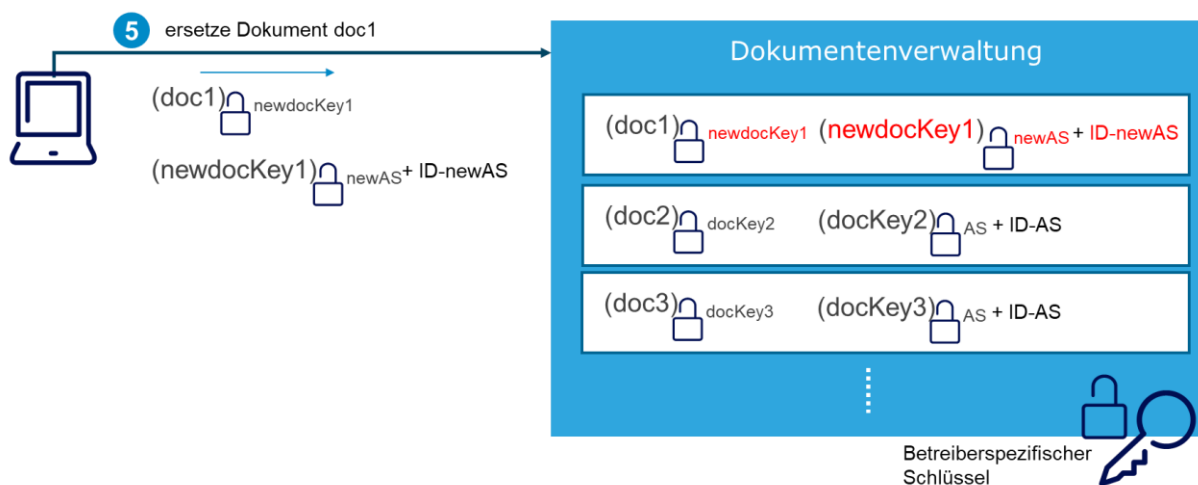 5 ersetze Dokument doc1
(doc1) newdocKey1
(newdocKey1) newAS + ID-newAS
Dokumentenverwaltung
(doc1) newdocKey1 (newdocKey1) newAS + ID-newAS
(doc2) docKey2 (docKey2) AS + ID-AS
(doc3) docKey3 (docKey3) AS + ID-AS
Betreiberspezifischer
Schlüssel